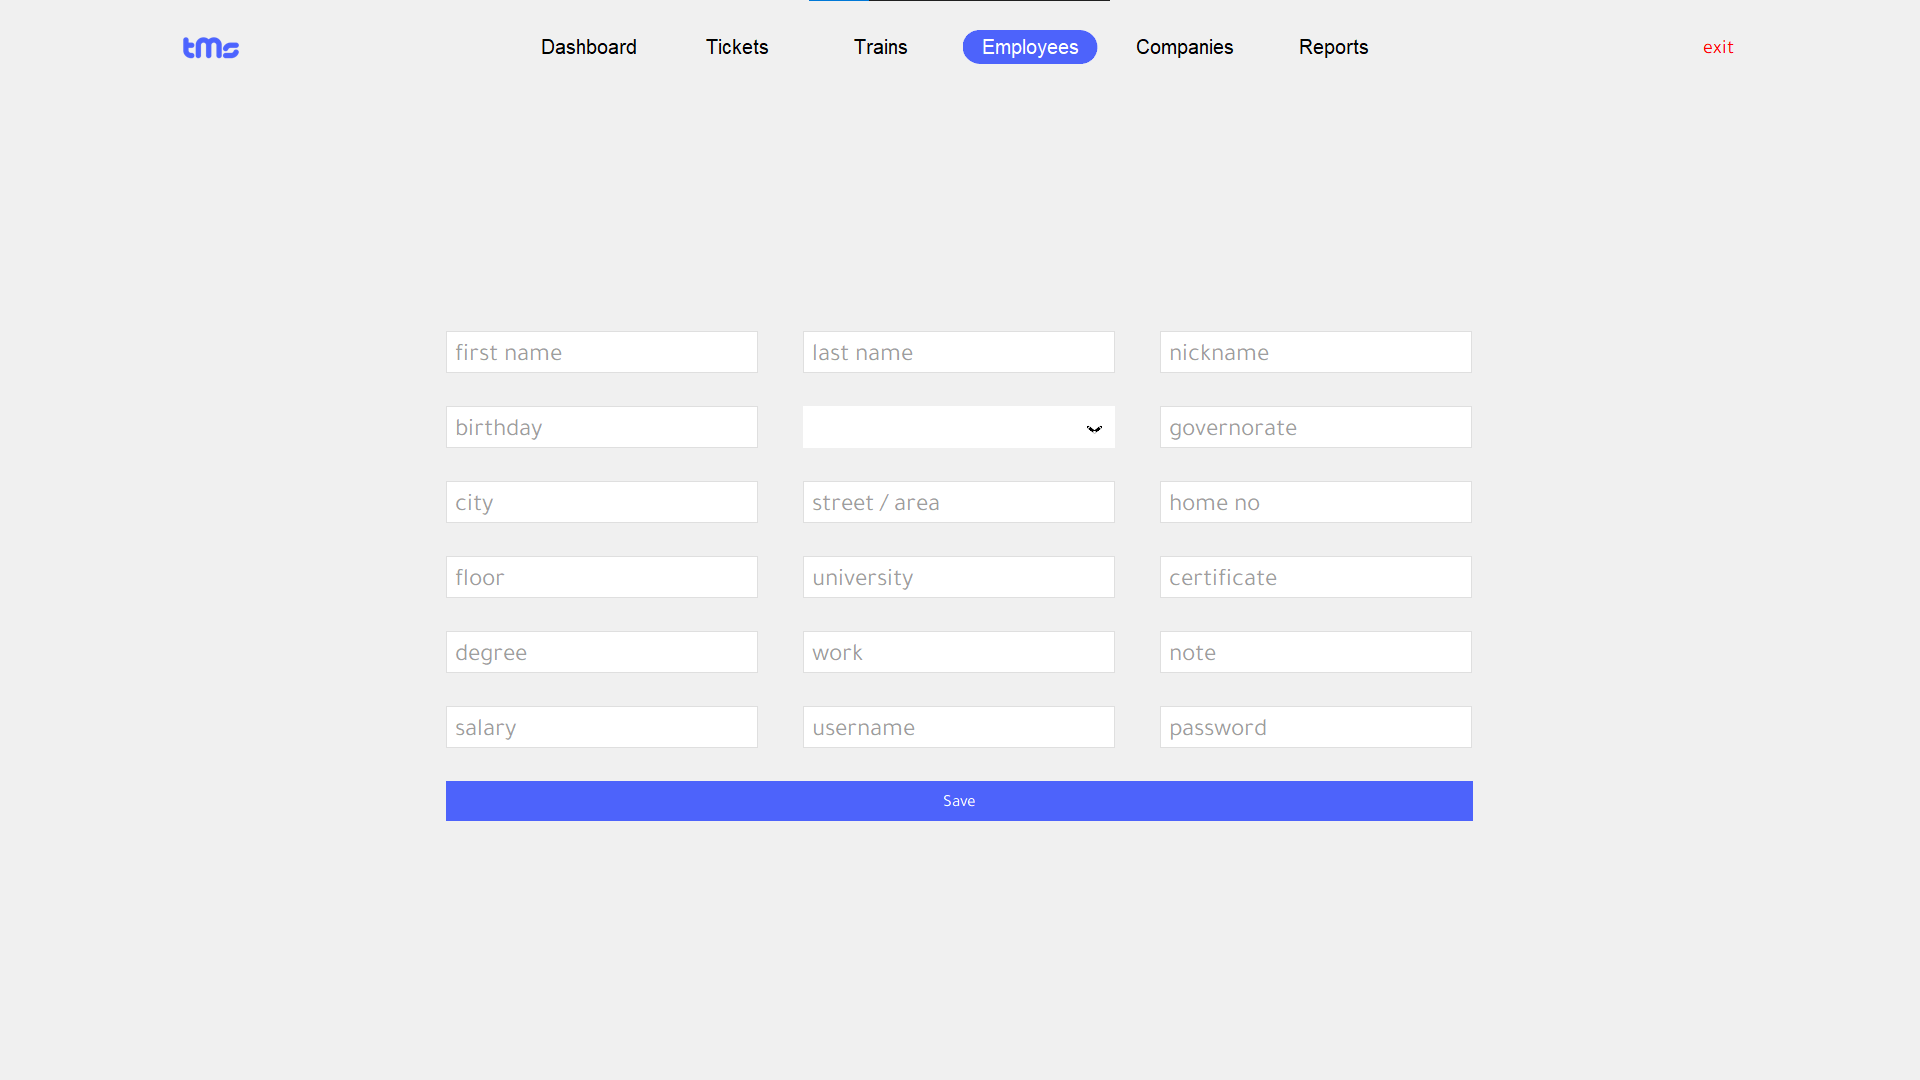 tms
Dashboard Tickets Trains Employees Companies Reports exit
first name last name nickname
birthday governorate
city street / area home no
floor university certificate
degree work note
salary username password
Save